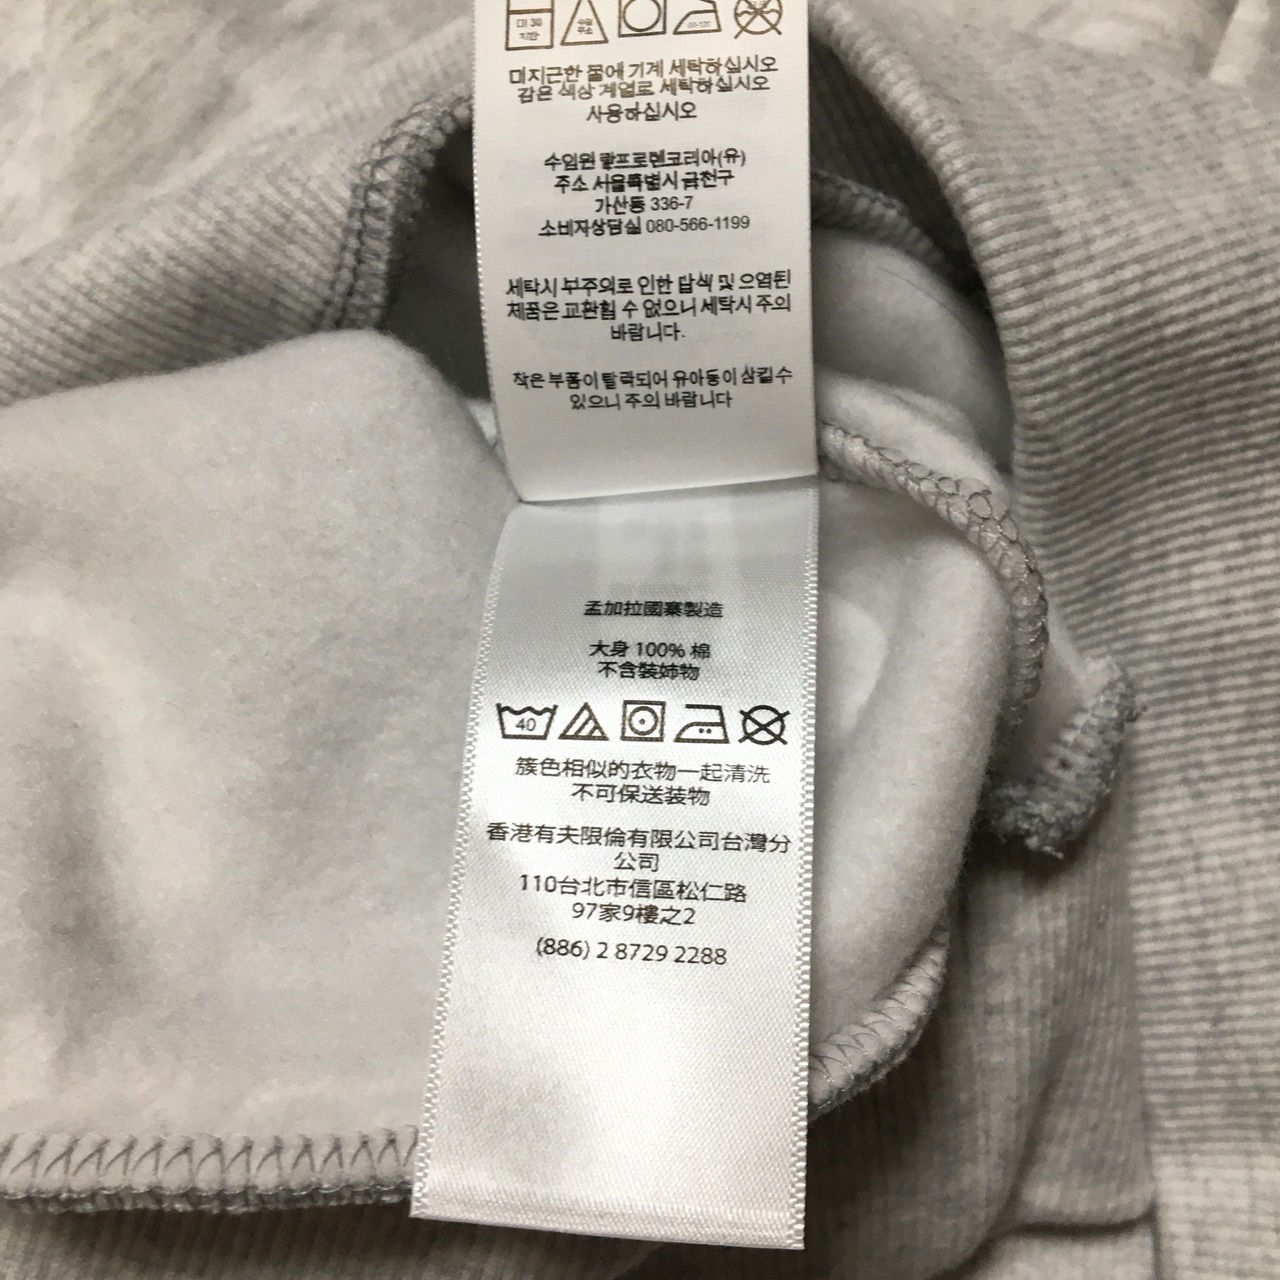 미 30
지반
미지근한 물에 기계 세탁하십시오
같은 색상 계열로 세탁하십시오
사용하십시오
수입원 랄프로렌코리아(유)
주소 서울특별시 금천구
가산동 336-7
소비자상담실 080-566-1199
세탁시 부주의로 인한 탈색 및 오염된
제품은 교환될 수 없으니 세탁시 주의
바랍니다.
작은 부품이 탈락되어 유아동이 삼킬 수
있으니 주의 바랍니다
孟加拉國寨製造
大身 100% 棉
不含裝姉物
40
簇色相似的衣物一起清洗
不可保送装物
香港有夫限倫有限公司台灣分
公司
110台北市信區松仁路
97家9樓之2
(886) 2 8729 2288